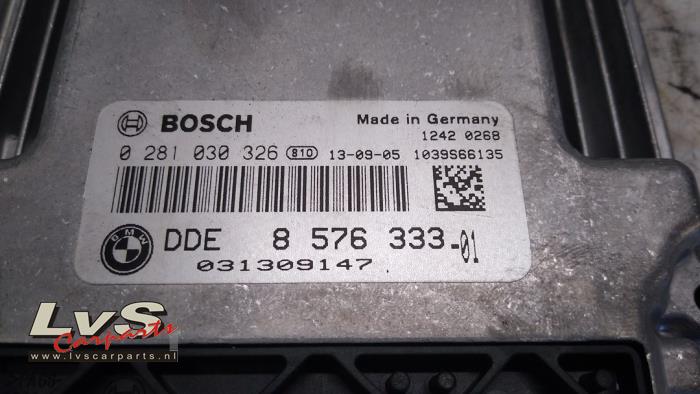 BOSCH Made in Germany
1242 0268
0 281 030 326 810 13-09-05 1039S66135
BMW DDE 8 576 333-01
031309147
LvS
Carparts
www.lvscarparts.nl